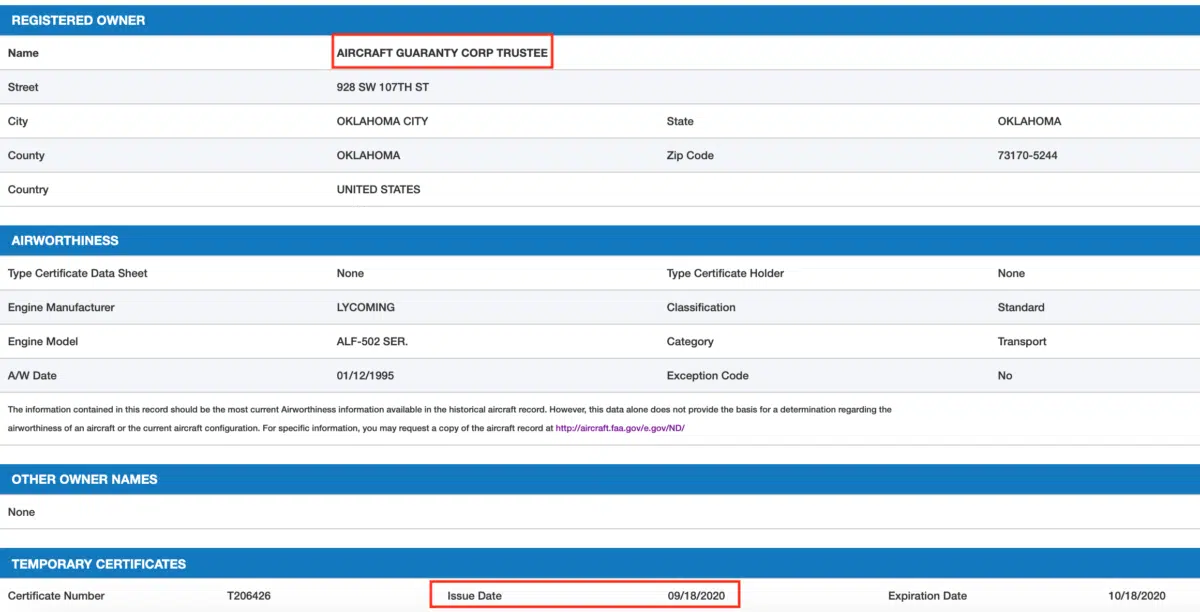 REGISTERED OWNER
Name AIRCRAFT GUARANTY CORP TRUSTEE
Street 928 SW 107TH ST
City OKLAHOMA CITY State OKLAHOMA
County OKLAHOMA Zip Code 73170-5244
Country UNITED STATES
AIRWORTHINESS
Type Certificate Data Sheet None Type Certificate Holder None
Engine Manufacturer LYCOMING Classification Standard
Engine Model ALF-502 SER. Category Transport
A/W Date 01/12/1995 Exception Code No
The information contained in this record should be the most current Airworthiness information available in the historical aircraft record. However, this data alone does not provide the basis for a determination regarding the
airworthiness of an aircraft or the current aircraft configuration. For specific information, you may request a copy of the aircraft record at http://aircraft.faa.gov/e.gov/ND/
OTHER OWNER NAMES
None
TEMPORARY CERTIFICATES
Certificate Number T206426 Issue Date 09/18/2020 Expiration Date 10/18/2020